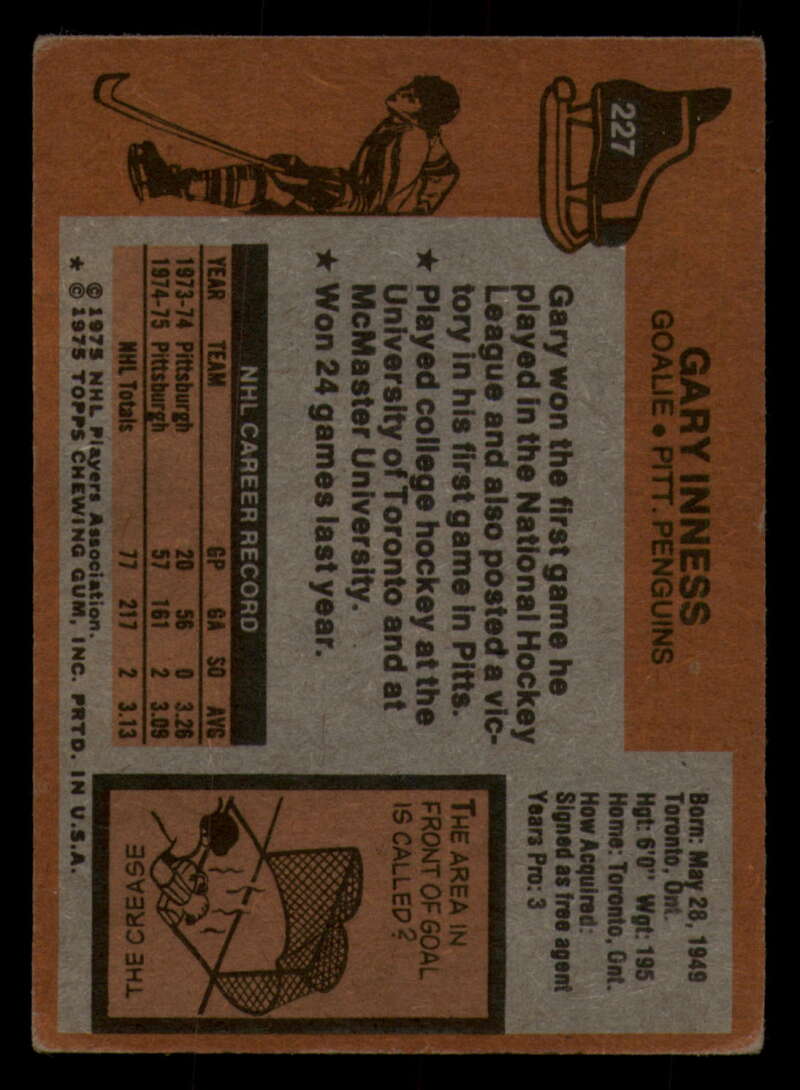 227
GARY INNESS
GOALIE • PITT. PENGUINS
Born: May 28, 1949
Toronto, Ont.
Hgt: 6'0" Wgt: 195
Home: Toronto, Ont.
How Acquired:
Signed as free agent
Years Pro: 3
Gary won the first game he
played in the National Hockey
League and also posted a vic-
tory in his first game in Pitts.
★ Played college hockey at the
University of Toronto and at
McMaster University.
★ Won 24 games last year.
NHL CAREER RECORD
YEAR TEAM GP GA SO AVG
1973-74 Pittsburgh 20 56 0 3.26
1974-75 Pittsburgh 57 161 2 3.09
NHL Totals 77 217 2 3.13
© 1975 NHL Players Association.
* © 1975 TOPPS CHEWING GUM, INC. PRTD. IN U.S.A.
THE AREA IN
FRONT OF GOAL
IS CALLED?
THE CREASE